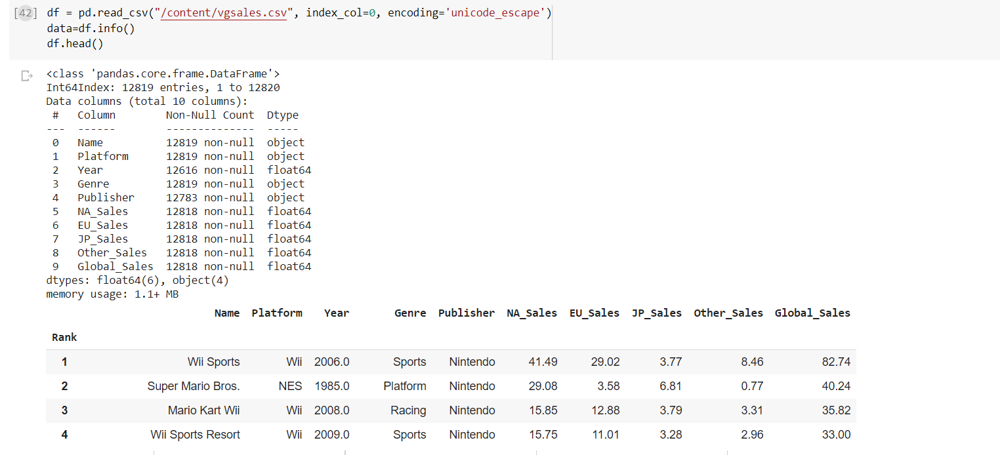 [42] df = pd.read_csv("/content/vgsales.csv", index_col=0, encoding='unicode_escape')
data=df.info()
df.head()
<class 'pandas.core.frame.DataFrame'>
Int64Index: 12819 entries, 1 to 12820
Data columns (total 10 columns):
#   Column        Non-Null Count  Dtype
---  ------        --------------  -----
0   Name          12819 non-null  object
1   Platform      12819 non-null  object
2   Year          12616 non-null  float64
3   Genre         12819 non-null  object
4   Publisher     12783 non-null  object
5   NA_Sales      12818 non-null  float64
6   EU_Sales      12818 non-null  float64
7   JP_Sales      12818 non-null  float64
8   Other_Sales   12818 non-null  float64
9   Global_Sales  12818 non-null  float64
dtypes: float64(6), object(4)
memory usage: 1.1+ MB
Name Platform Year Genre Publisher NA_Sales EU_Sales JP_Sales Other_Sales Global_Sales
Rank
1 Wii Sports Wii 2006.0 Sports Nintendo 41.49 29.02 3.77 8.46 82.74
2 Super Mario Bros. NES 1985.0 Platform Nintendo 29.08 3.58 6.81 0.77 40.24
3 Mario Kart Wii Wii 2008.0 Racing Nintendo 15.85 12.88 3.79 3.31 35.82
4 Wii Sports Resort Wii 2009.0 Sports Nintendo 15.75 11.01 3.28 2.96 33.00